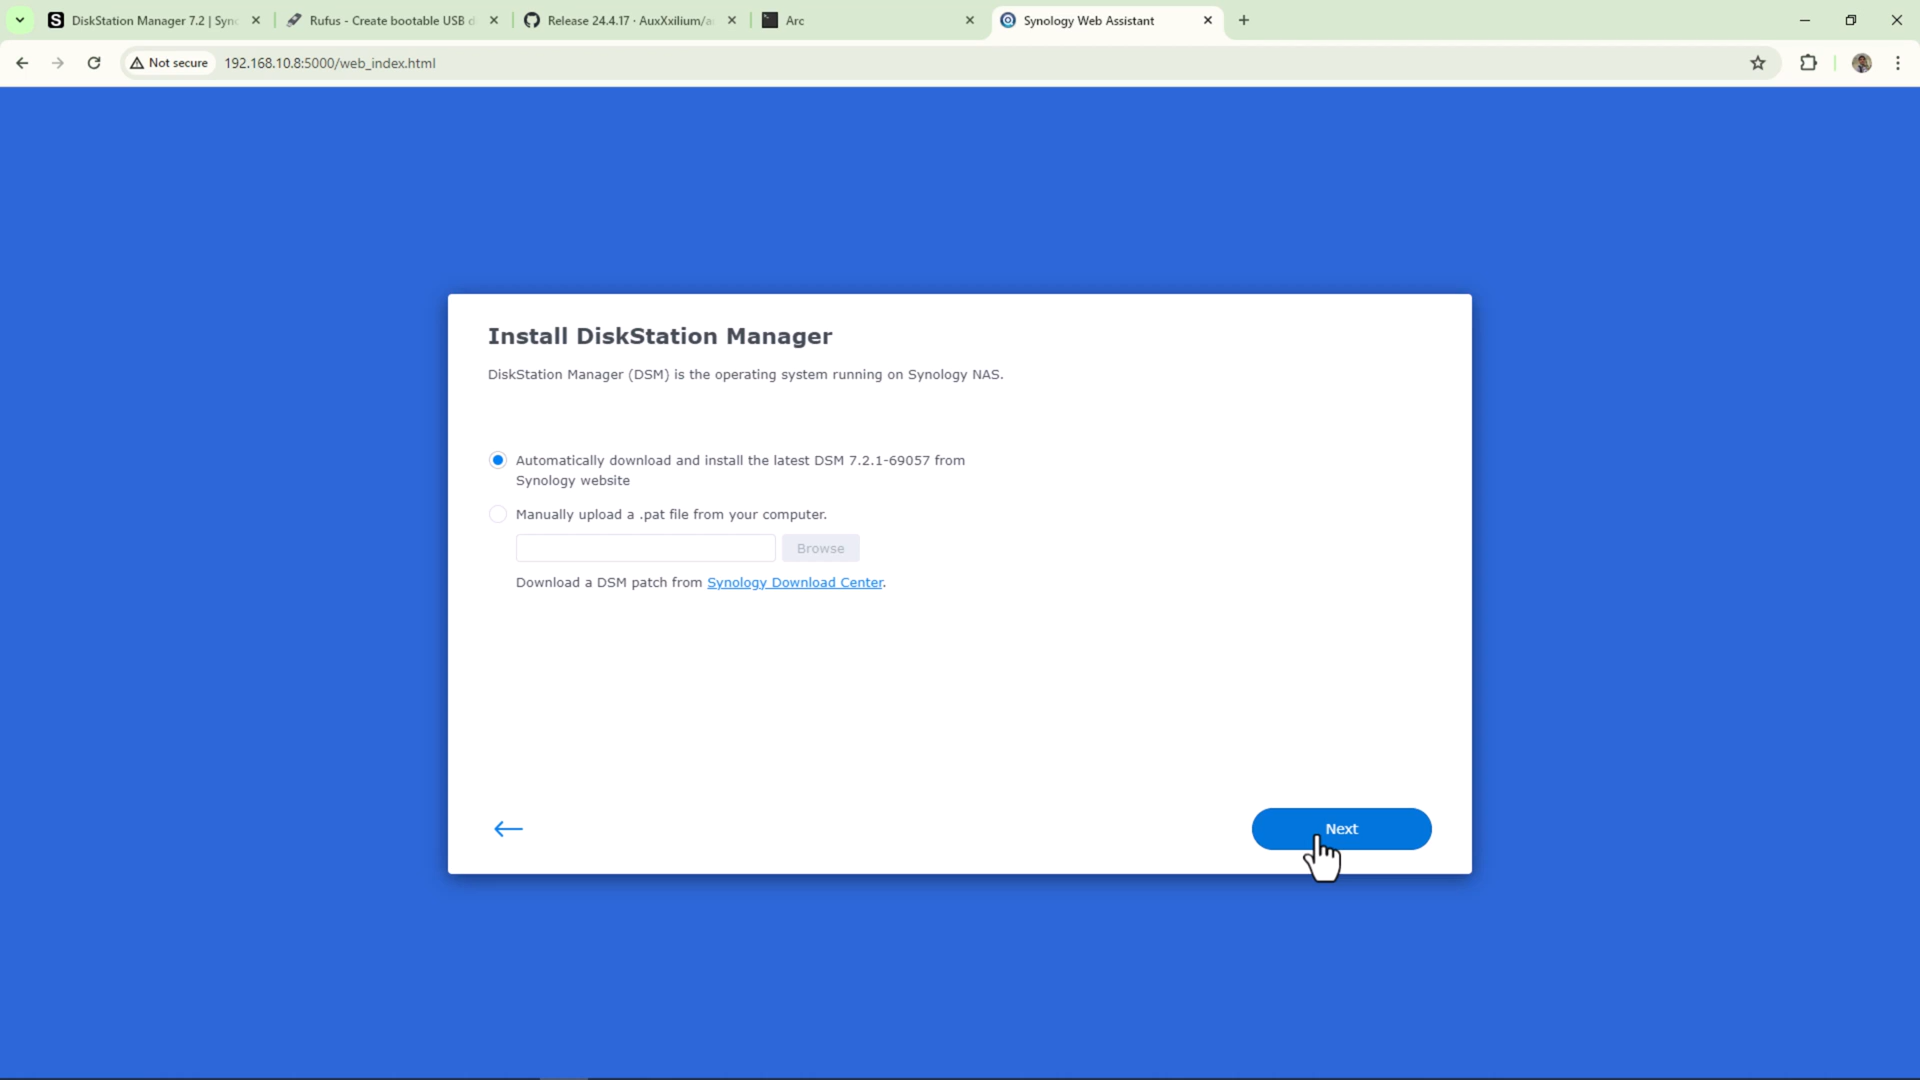 DiskStation Manager 7.2 | Syn
Rufus - Create bootable USB d
Release 24.4.17 · AuxXxilium/a
Arc
Synology Web Assistant
Not secure
192.168.10.8:5000/web_index.html
Install DiskStation Manager
DiskStation Manager (DSM) is the operating system running on Synology NAS.
Automatically download and install the latest DSM 7.2.1-69057 from
Synology website
Manually upload a .pat file from your computer.
Browse
Download a DSM patch from Synology Download Center.
Next